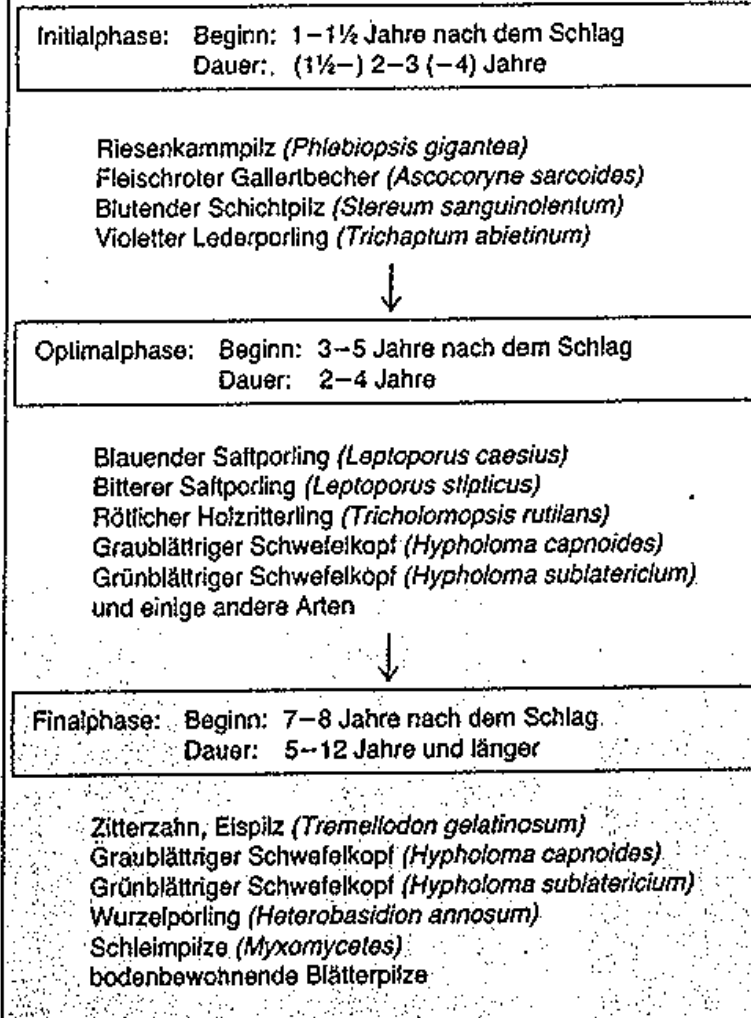 Initialphase: Beginn: 1–1½ Jahre nach dem Schlag
Dauer: (1½–) 2–3 (–4) Jahre
Riesenkammpilz (Phlebiopsis gigantea)
Fleischroter Gallertbecher (Ascocoryne sarcoides)
Blutender Schichtpilz (Stereum sanguinolentum)
Violetter Lederporling (Trichaptum abietinum)
Optimalphase: Beginn: 3–5 Jahre nach dem Schlag
Dauer: 2–4 Jahre
Blauender Saftporling (Leptoporus caesius)
Bitterer Saftporling (Leptoporus stipticus)
Rötlicher Holzritterling (Tricholomopsis rutilans)
Graublättriger Schwefelkopf (Hypholoma capnoides)
Grünblättriger Schwefelkopf (Hypholoma sublatericium)
und einige andere Arten
Finalphase: Beginn: 7–8 Jahre nach dem Schlag
Dauer: 5–12 Jahre und länger
Zitterzahn, Eispilz (Tremellodon gelatinosum)
Graublättriger Schwefelkopf (Hypholoma capnoides)
Grünblättriger Schwefelkopf (Hypholoma sublatericium)
Wurzelporling (Heterobasidion annosum)
Schleimpilze (Myxomycetes)
bodenbewohnende Blätterpilze